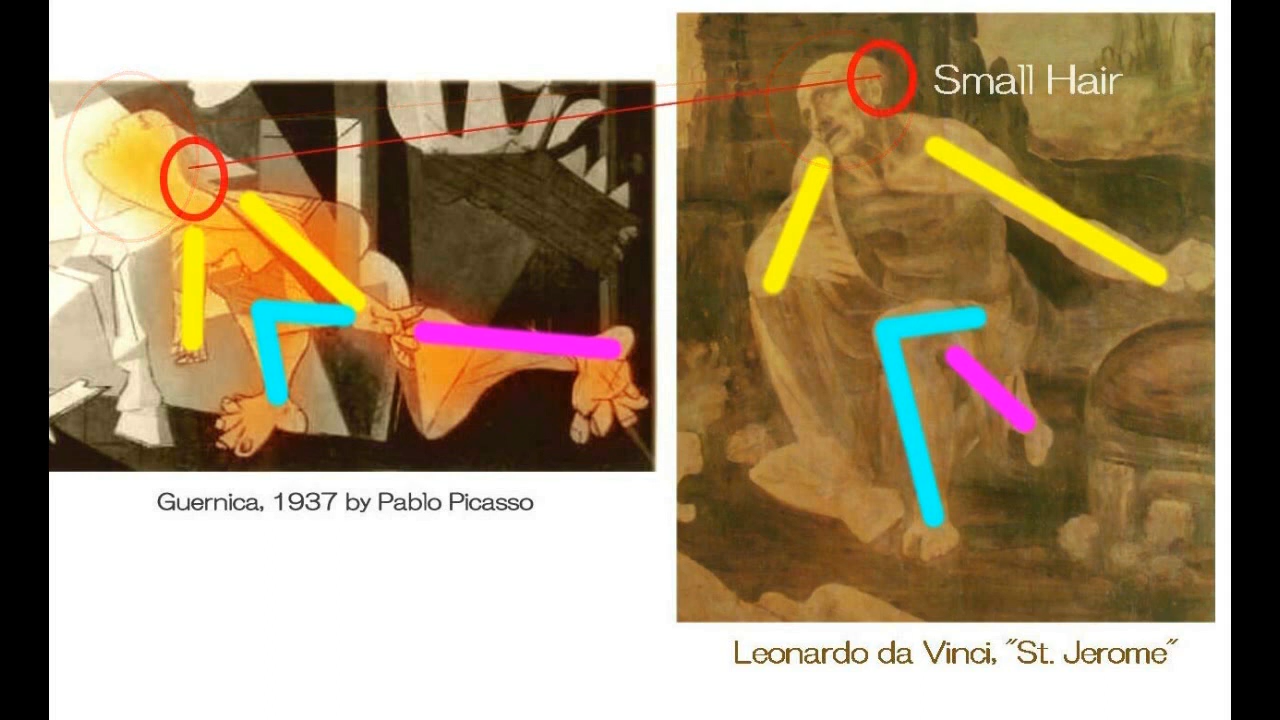 Small Hair
Guernica, 1937 by Pablo Picasso
Leonardo da Vinci, "St. Jerome"